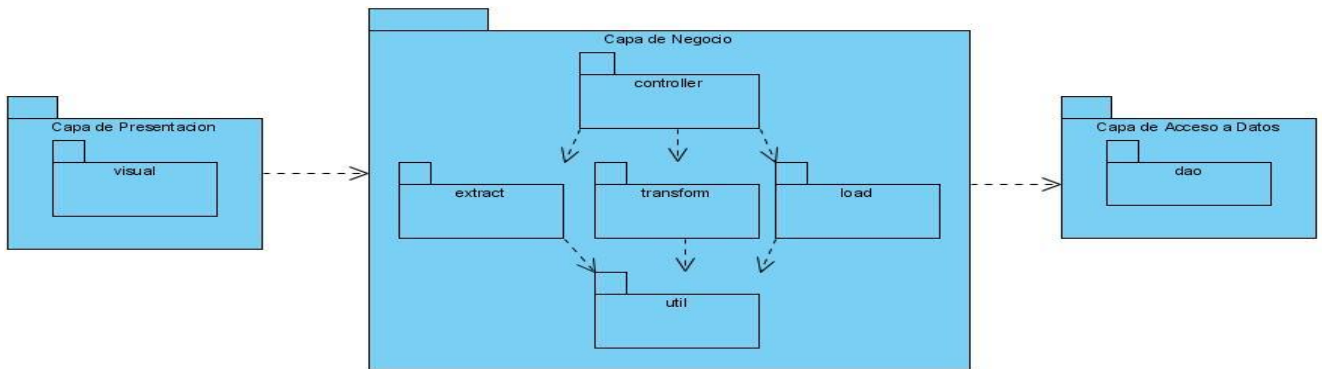 Capa de Negocio
controller
Capa de Presentacion
visual
extract
transform
load
util
Capa de Acceso a Datos
dao